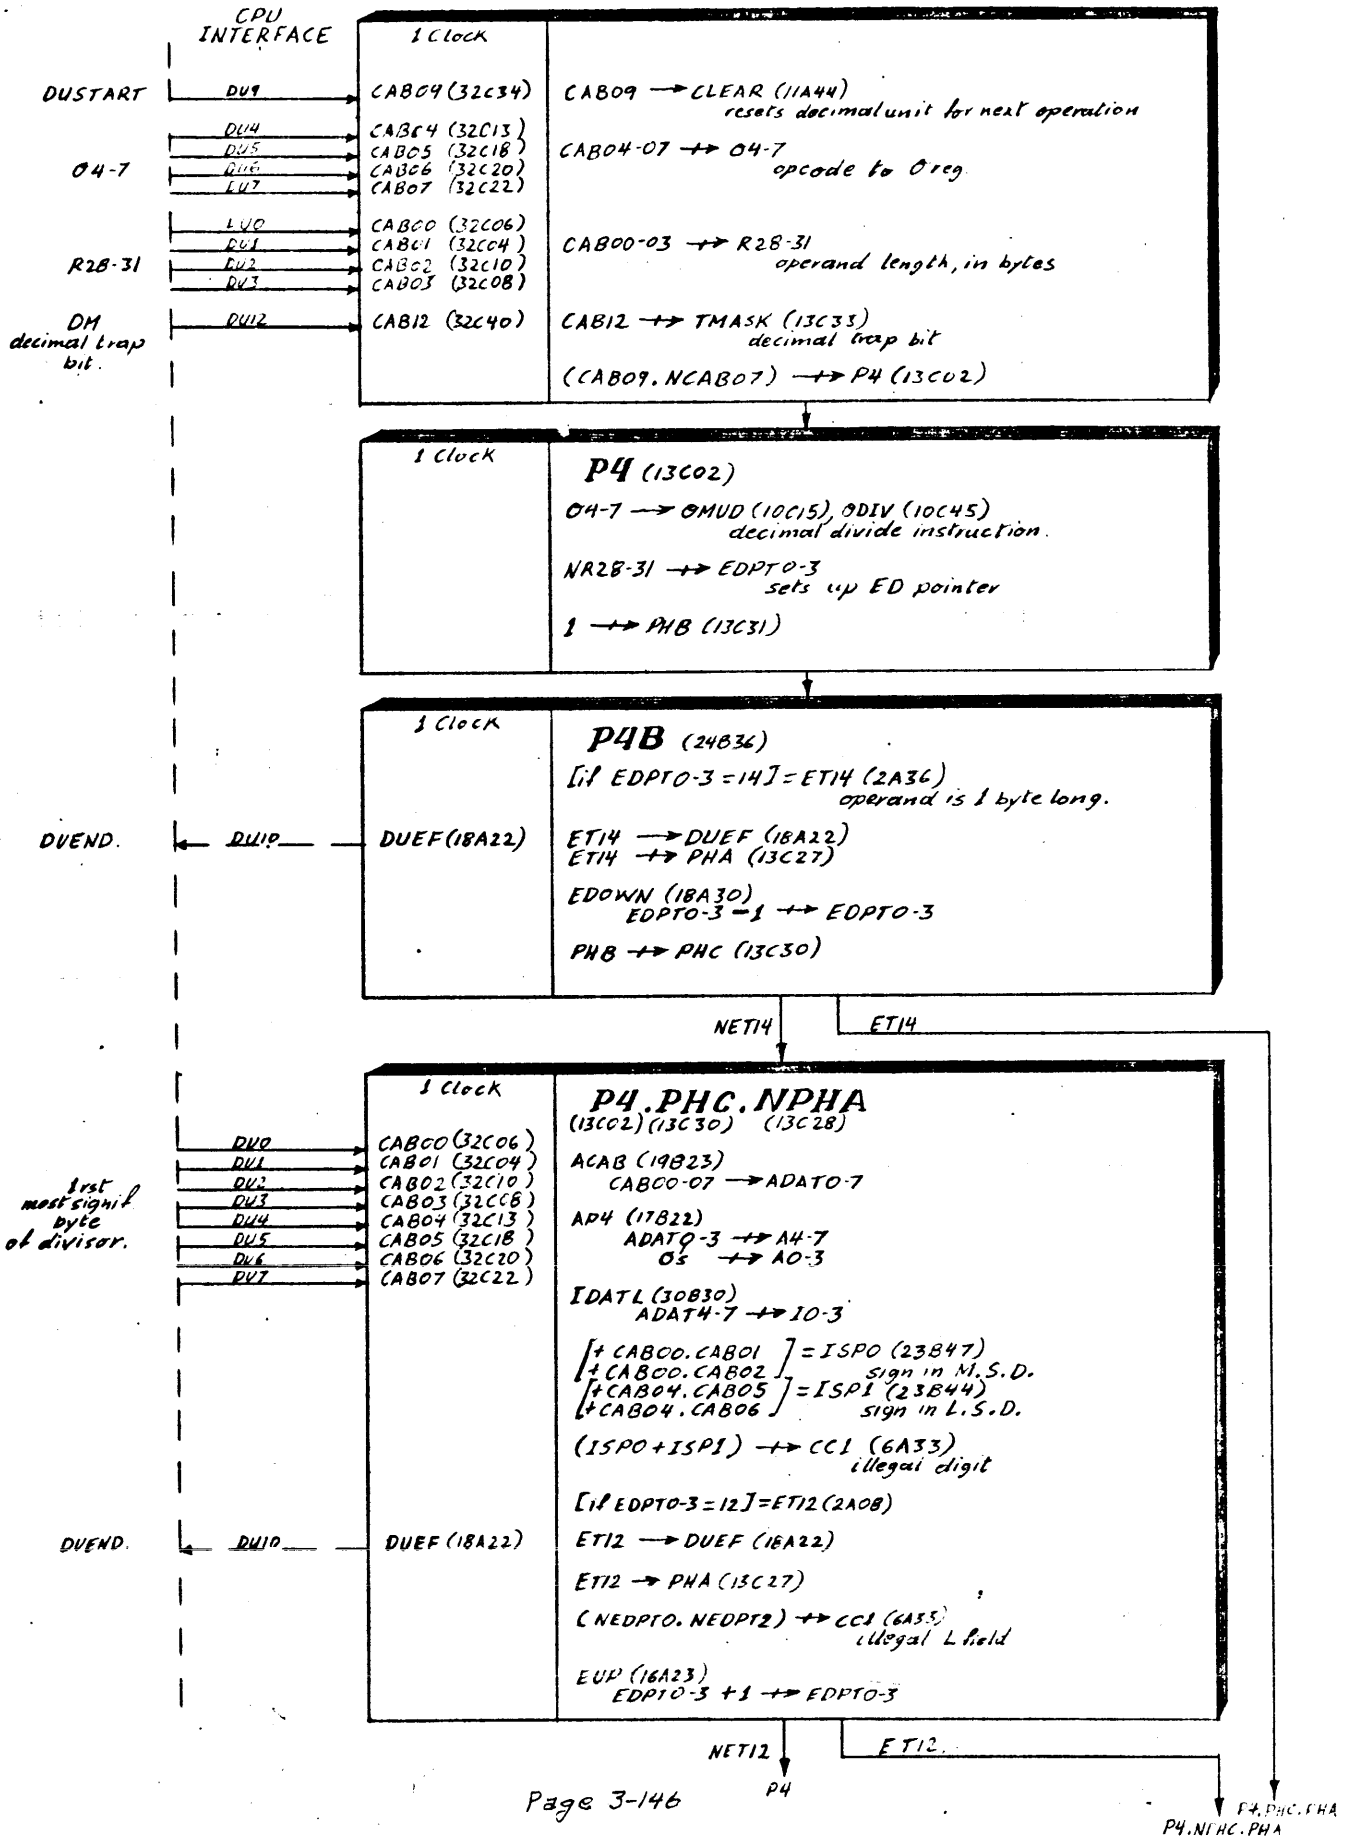 CPU
INTERFACE
1 Clock
DUSTART
DU9
CAB09 (32C34)
CAB09 → CLEAR (11A44)
resets decimal unit for next operation
O4-7
DU4
CAB04 (32C13)
DU5
CAB05 (32C18)
DU6
CAB06 (32C20)
DU7
CAB07 (32C22)
CAB04-07 ↛ O4-7
opcode to O reg.
R28-31
DU0
CAB00 (32C06)
DU1
CAB01 (32C04)
DU2
CAB02 (32C10)
DU3
CAB03 (32C08)
CAB00-03 ↛ R28-31
operand length, in bytes
DM
decimal trap
bit.
DU12
CAB12 (32C40)
CAB12 ↛ TMASK (13C33)
decimal trap bit
(CAB09.NCAB07) ↛ P4 (13C02)
1 Clock
P4 (13C02)
O4-7 → OMUD (10C15), ODIV (10C45)
decimal divide instruction.
NR28-31 ↛ EDPT0-3
sets up ED pointer
1 ↛ PHB (13C31)
1 Clock
P4B (24B36)
[if EDPT0-3 = 14] = ET14 (2A36)
operand is 1 byte long.
DUEND.
DU10
DUEF (18A22)
ET14 → DUEF (18A22)
ET14 ↛ PHA (13C27)
EDOWN (18A30)
EDPT0-3 -1 ↛ EDPT0-3
PHB ↛ PHC (13C30)
NET14
ET14
1 Clock
P4.PHC.NPHA
(13C02) (13C30) (13C28)
1rst
most signif
byte
of divisor.
DU0
CAB00 (32C06)
DU1
CAB01 (32C04)
DU2
CAB02 (32C10)
DU3
CAB03 (32C08)
DU4
CAB04 (32C13)
DU5
CAB05 (32C18)
DU6
CAB06 (32C20)
DU7
CAB07 (32C22)
ACAB (19B23)
CAB00-07 → ADAT0-7
AP4 (17B22)
ADAT0-3 ↛ A4-7
0s ↛ A0-3
IDATL (30B30)
ADAT4-7 ↛ I0-3
[+ CAB00.CAB01
+ CAB00.CAB02] = ISP0 (23B47)
sign in M.S.D.
[+ CAB04.CAB05
+ CAB04.CAB06] = ISP1 (23B44)
sign in L.S.D.
(ISP0 + ISP1) ↛ CC1 (6A33)
illegal digit
[if EDPT0-3 = 12] = ET12 (2A08)
DUEND.
DU10
DUEF (18A22)
ET12 → DUEF (18A22)
ET12 → PHA (13C27)
(NEDPT0.NEDPT2) ↛ CC1 (6A33)
illegal L field
EUP (16A23)
EDPT0-3 +1 ↛ EDPT0-3
NET12
ET12.
P4
Page 3-146
P4.PHC.PHA
P4.NPHC.PHA